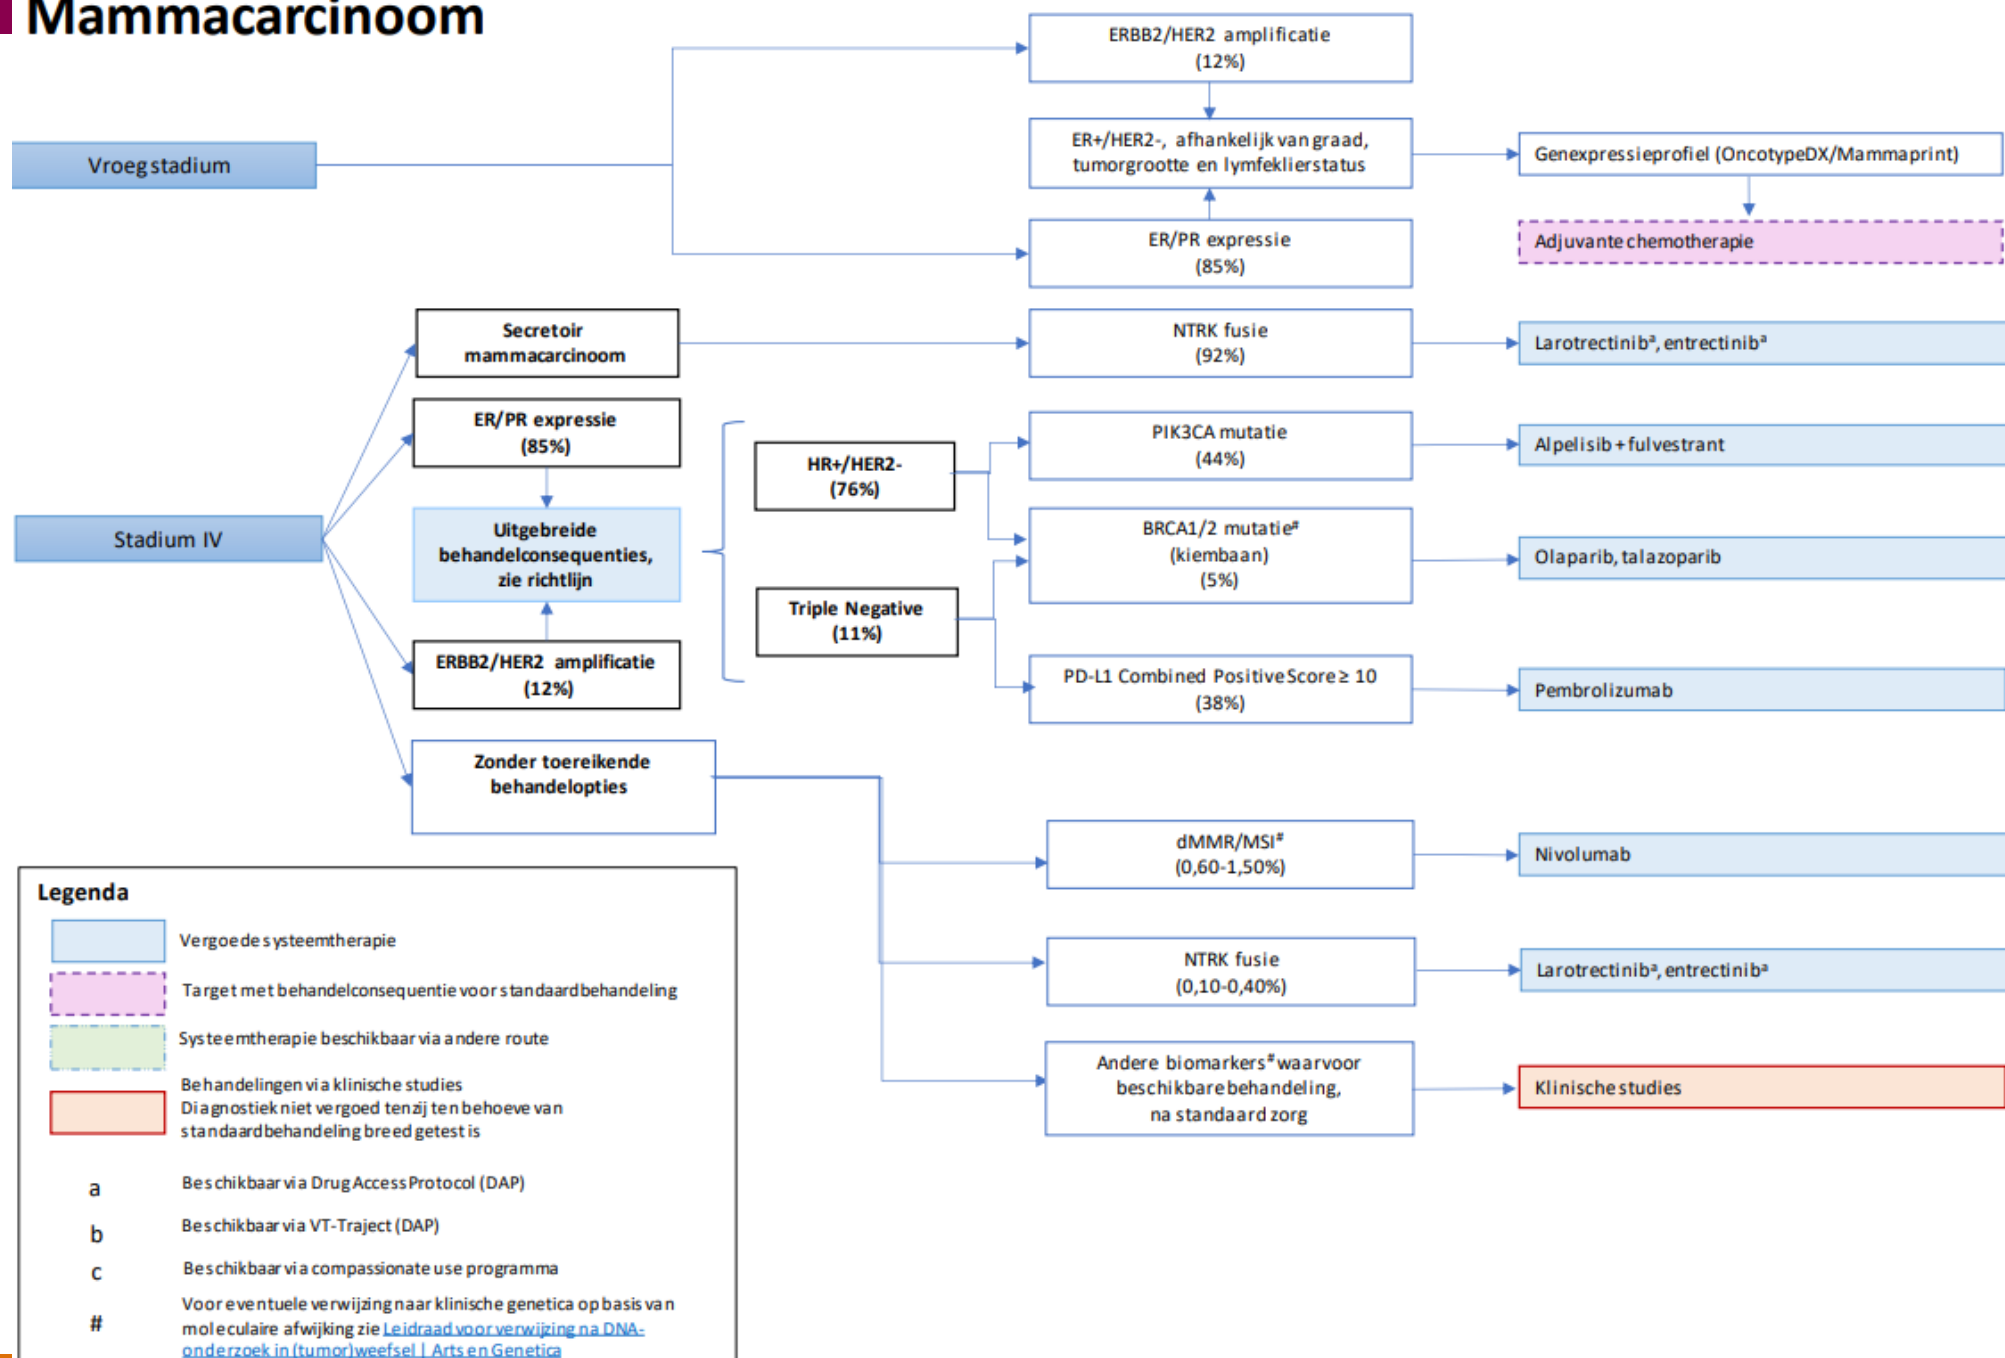 Mammacarcinoom
ERBB2/HER2 amplificatie
(12%)
Vroeg stadium
ER+/HER2-, afhankelijk van graad,
tumorgrootte en lymfeklierstatus
Genexpressieprofiel (OncotypeDX/Mammaprint)
Adjuvante chemotherapie
ER/PR expressie
(85%)
Secretoir
mammacarcinoom
NTRK fusie
(92%)
Larotrectinibᵃ, entrectinibᵃ
ER/PR expressie
(85%)
HR+/HER2-
(76%)
PIK3CA mutatie
(44%)
Alpelisib + fulvestrant
Stadium IV
Uitgebreide
behandelconsequenties,
zie richtlijn
BRCA1/2 mutatie#
(kiembaan)
(5%)
Olaparib, talazoparib
Triple Negative
(11%)
ERBB2/HER2 amplificatie
(12%)
PD-L1 Combined Positive Score ≥ 10
(38%)
Pembrolizumab
Zonder toereikende
behandelopties
dMMR/MSI#
(0,60-1,50%)
Nivolumab
NTRK fusie
(0,10-0,40%)
Larotrectinibᵃ, entrectinibᵃ
Andere biomarkers# waarvoor
beschikbare behandeling,
na standaard zorg
Klinische studies
Legenda
Vergoede systeemtherapie
Target met behandelconsequentie voor standaardbehandeling
Systeemtherapie beschikbaar via andere route
Behandelingen via klinische studies
Diagnostiek niet vergoed tenzij ten behoeve van
standaardbehandeling breed getest is
a Beschikbaar via Drug Access Protocol (DAP)
b Beschikbaar via VT-Traject (DAP)
c Beschikbaar via compassionate use programma
# Voor eventuele verwijzing naar klinische genetica op basis van
moleculaire afwijking zie Leidraad voor verwijzing na DNA-
onderzoek in (tumor)weefsel | Arts en Genetica